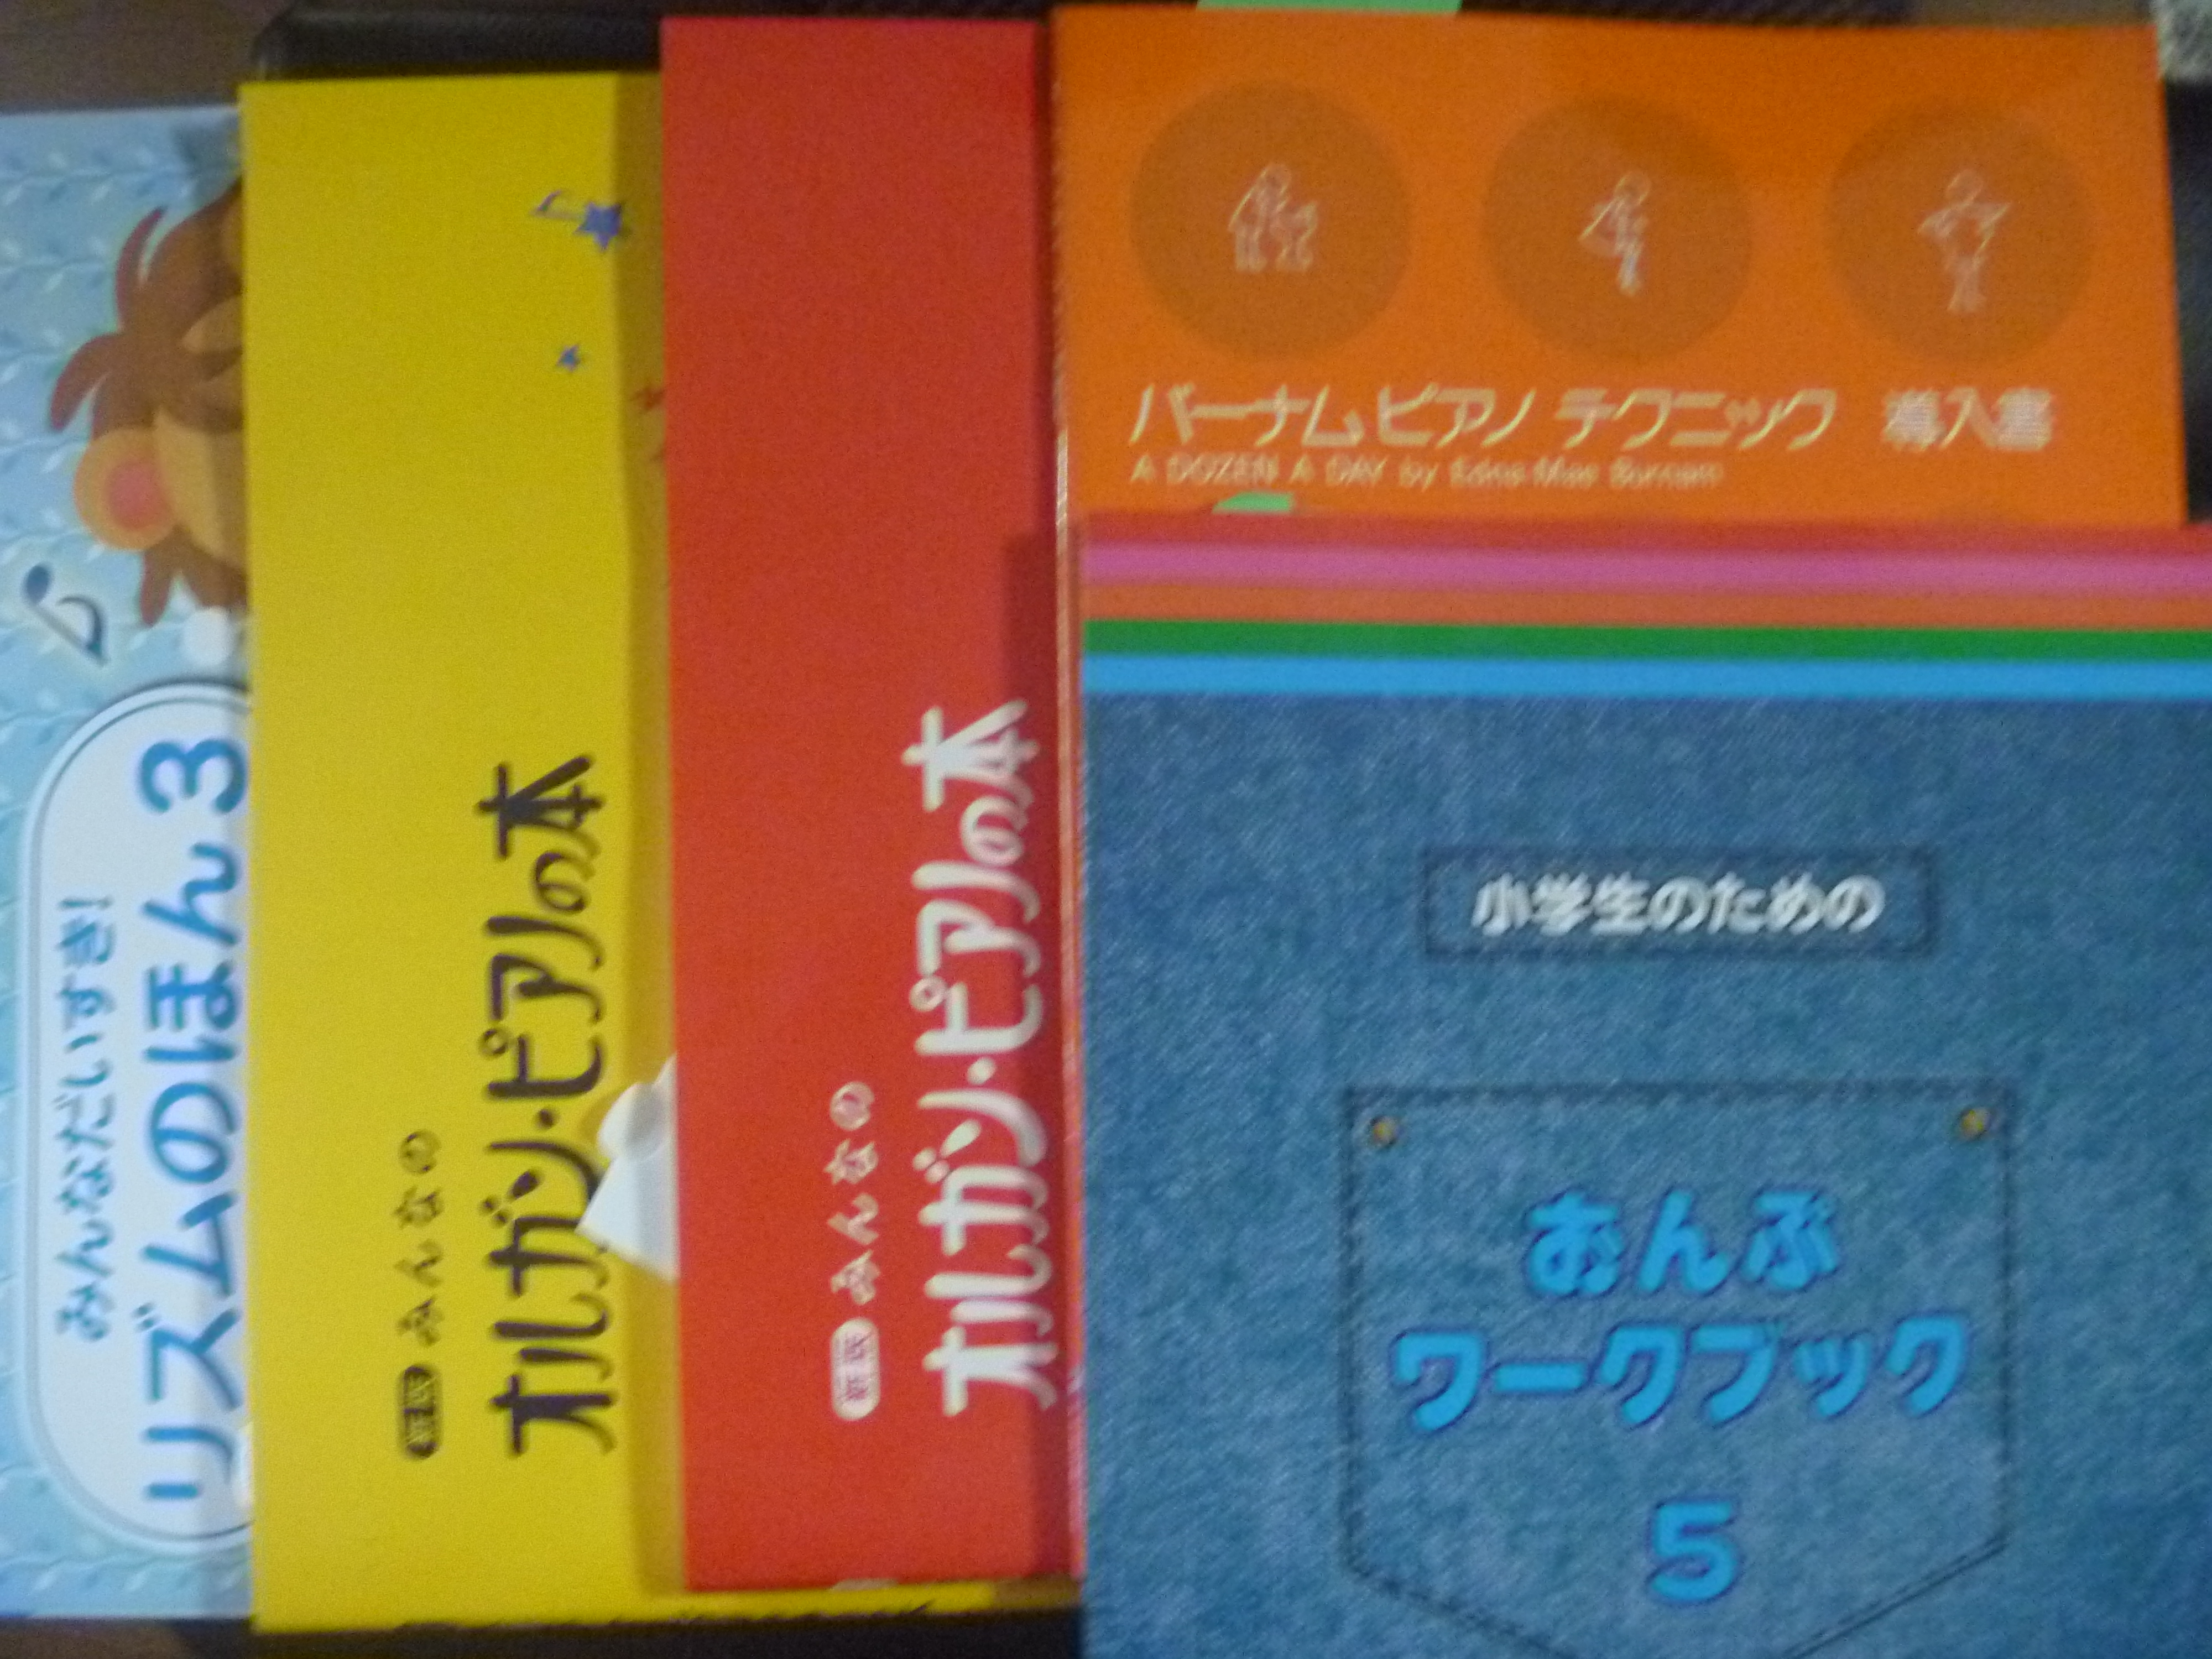 みんなだいすき!
リズムのほん 3
新版 みんなの
オルガン・ピアノの本
新版 みんなの
オルガン・ピアノの本
バーナム ピアノ テクニック 導入書
A DOZEN A DAY by Edna-Mae Burnam
小学生のための
おんぷ
ワークブック
5